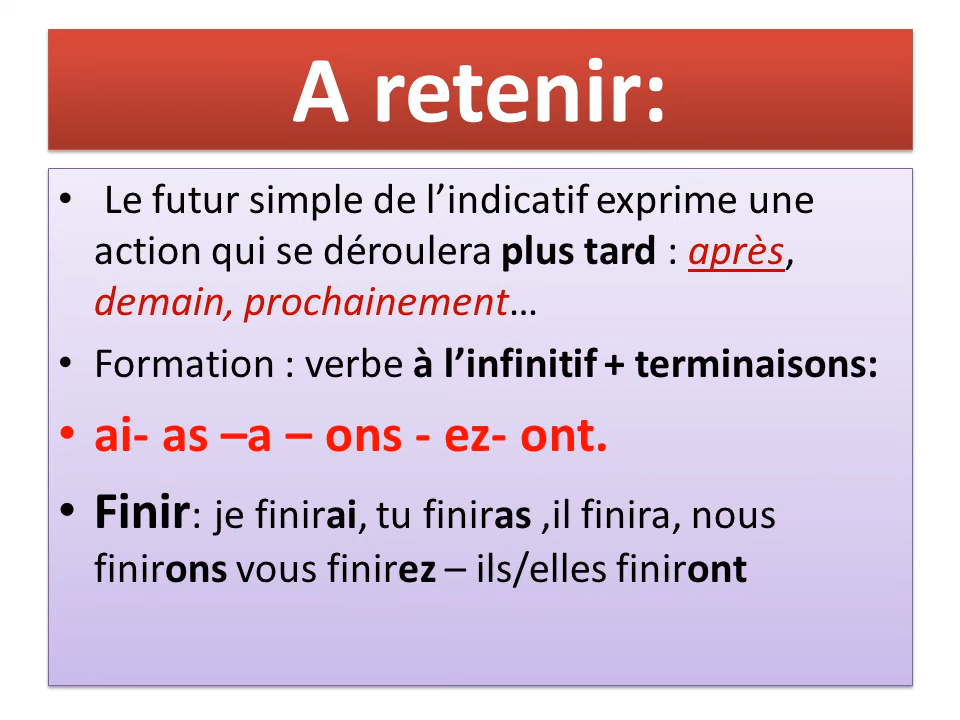 A retenir:
• Le futur simple de l’indicatif exprime une
action qui se déroulera plus tard : après,
demain, prochainement…
• Formation : verbe à l’infinitif + terminaisons:
• ai- as –a – ons - ez- ont.
• Finir: je finirai, tu finiras ,il finira, nous
finirons vous finirez – ils/elles finiront